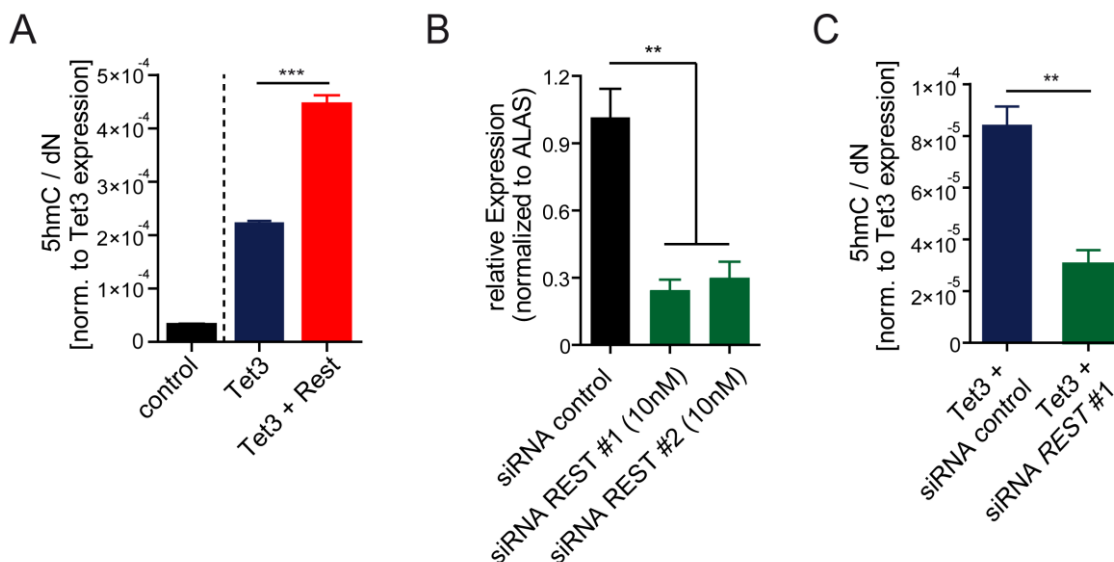 A
5hmC / dN
[norm. to Tet3 expression]
5×10⁻⁴
4×10⁻⁴
2×10⁻⁴
1×10⁻⁴
0
***
control
Tet3
Tet3 + Rest
B
relative Expression
(normalized to ALAS)
1.2
0.9
0.6
0.3
0
**
siRNA control
siRNA REST #1 (10nM)
siRNA REST #2 (10nM)
C
5hmC / dN
[norm. to Tet3 expression]
1×10⁻⁴
8×10⁻⁵
6×10⁻⁵
4×10⁻⁵
2×10⁻⁵
0
**
Tet3 +
siRNA control
Tet3 +
siRNA REST #1